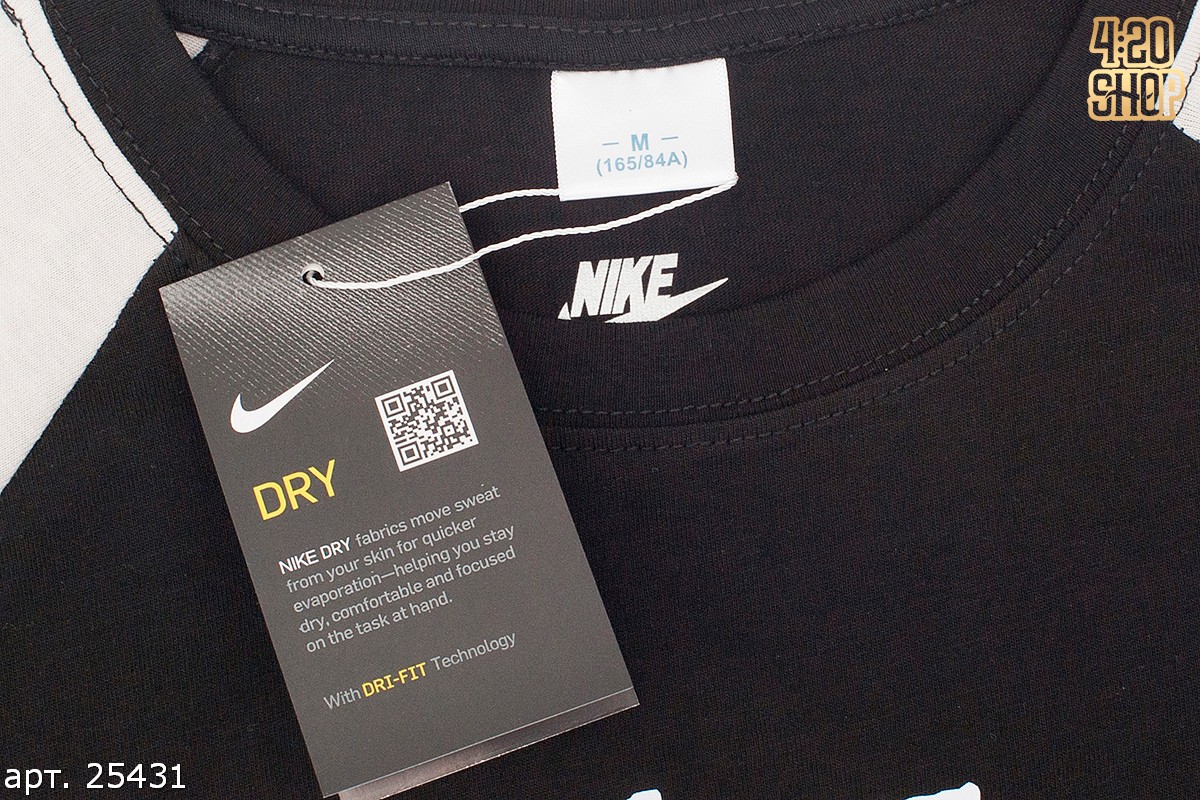 4:20
SHOP
— M —
(165/84A)
NIKE
DRY
NIKE DRY fabrics move sweat
from your skin for quicker
evaporation—helping you stay
dry, comfortable and focused
on the task at hand.
With DRI-FIT Technology
арт. 25431